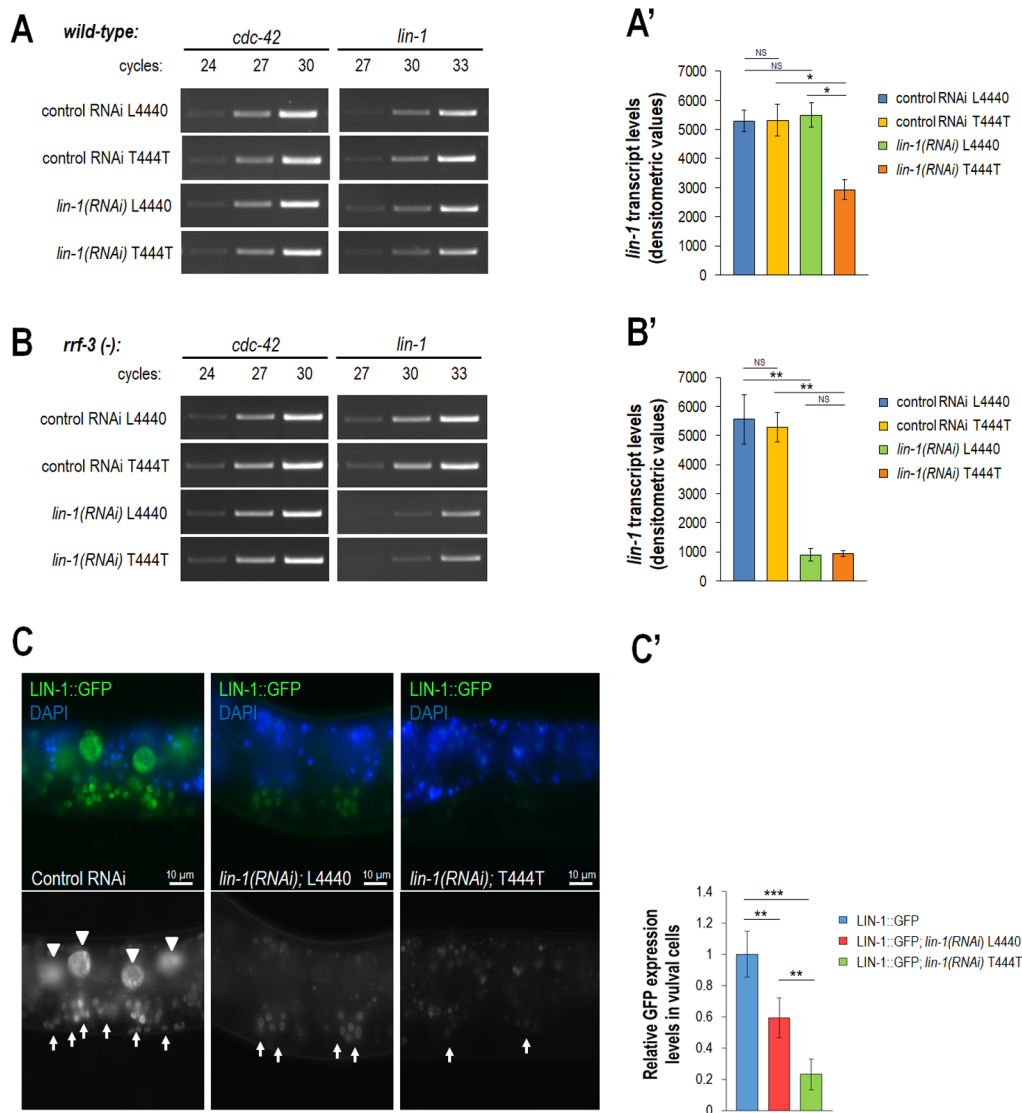 A
wild-type:
cdc-42
lin-1
cycles:
24 27 30
27 30 33
control RNAi L4440
control RNAi T444T
lin-1(RNAi) L4440
lin-1(RNAi) T444T
A’
lin-1 transcript levels
(densitometric values)
7000
6000
5000
4000
3000
2000
1000
0
NS
NS
*
*
control RNAi L4440
control RNAi T444T
lin-1(RNAi) L4440
lin-1(RNAi) T444T
B
rrf-3 (-):
cdc-42
lin-1
cycles:
24 27 30
27 30 33
control RNAi L4440
control RNAi T444T
lin-1(RNAi) L4440
lin-1(RNAi) T444T
B’
lin-1 transcript levels
(densitometric values)
7000
6000
5000
4000
3000
2000
1000
0
NS
**
**
NS
control RNAi L4440
control RNAi T444T
lin-1(RNAi) L4440
lin-1(RNAi) T444T
C
LIN-1::GFP
DAPI
Control RNAi
10 µm
LIN-1::GFP
DAPI
lin-1(RNAi); L4440
10 µm
LIN-1::GFP
DAPI
lin-1(RNAi); T444T
10 µm
C’
Relative GFP expression
levels in vulval cells
1.4
1.2
1
0.8
0.6
0.4
0.2
0
***
**
**
LIN-1::GFP
LIN-1::GFP; lin-1(RNAi) L4440
LIN-1::GFP; lin-1(RNAi) T444T